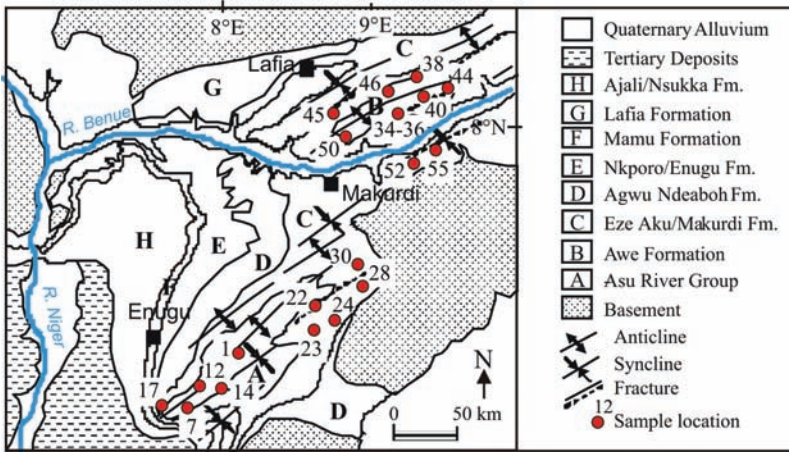 8°E
9°E
C
Lafia
38
46
44
G
B
40
45
34-36
R. Benue
8°N
50
52
55
Makurdi
C
H
E
D
30
F
28
22
Enugu
24
R. Niger
23
1
A
12
N
17
14
7
D
0 50 km
Quaternary Alluvium
Tertiary Deposits
H Ajali/Nsukka Fm.
G Lafia Formation
F Mamu Formation
E Nkporo/Enugu Fm.
D Agwu Ndeaboh Fm.
C Eze Aku/Makurdi Fm.
B Awe Formation
A Asu River Group
Basement
Anticline
Syncline
Fracture
12
Sample location